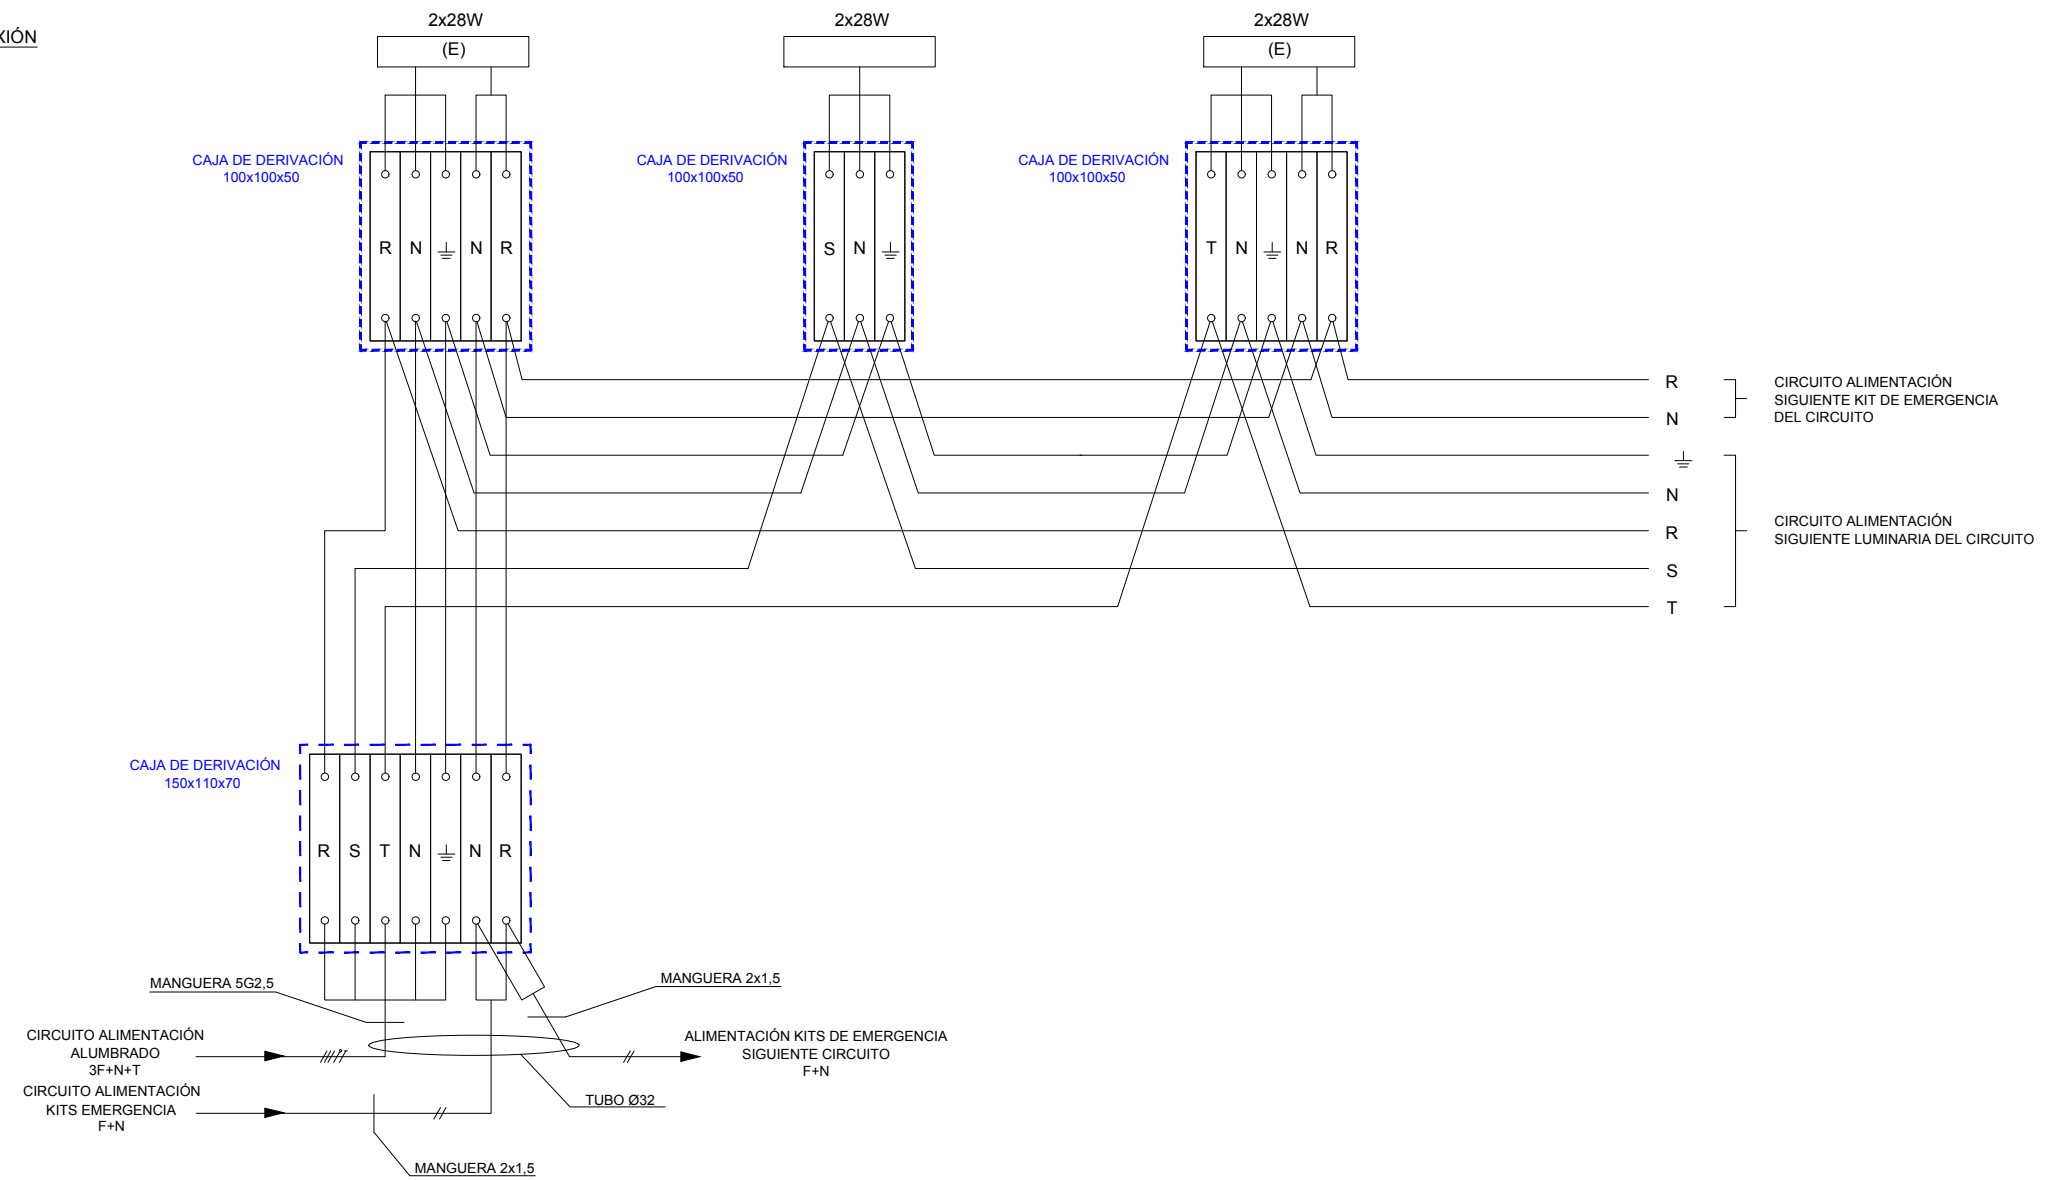 XIÓN
2x28W
(E)
2x28W
2x28W
(E)
CAJA DE DERIVACIÓN
100x100x50
CAJA DE DERIVACIÓN
100x100x50
CAJA DE DERIVACIÓN
100x100x50
R N N R
S N
T N N R
R
N
CIRCUITO ALIMENTACIÓN
SIGUIENTE KIT DE EMERGENCIA
DEL CIRCUITO
N
R
S
T
CIRCUITO ALIMENTACIÓN
SIGUIENTE LUMINARIA DEL CIRCUITO
CAJA DE DERIVACIÓN
150x110x70
R S T N N R
MANGUERA 5G2,5
MANGUERA 2x1,5
CIRCUITO ALIMENTACIÓN
ALUMBRADO
3F+N+T
ALIMENTACIÓN KITS DE EMERGENCIA
SIGUIENTE CIRCUITO
F+N
CIRCUITO ALIMENTACIÓN
KITS EMERGENCIA
F+N
TUBO Ø32
MANGUERA 2x1,5